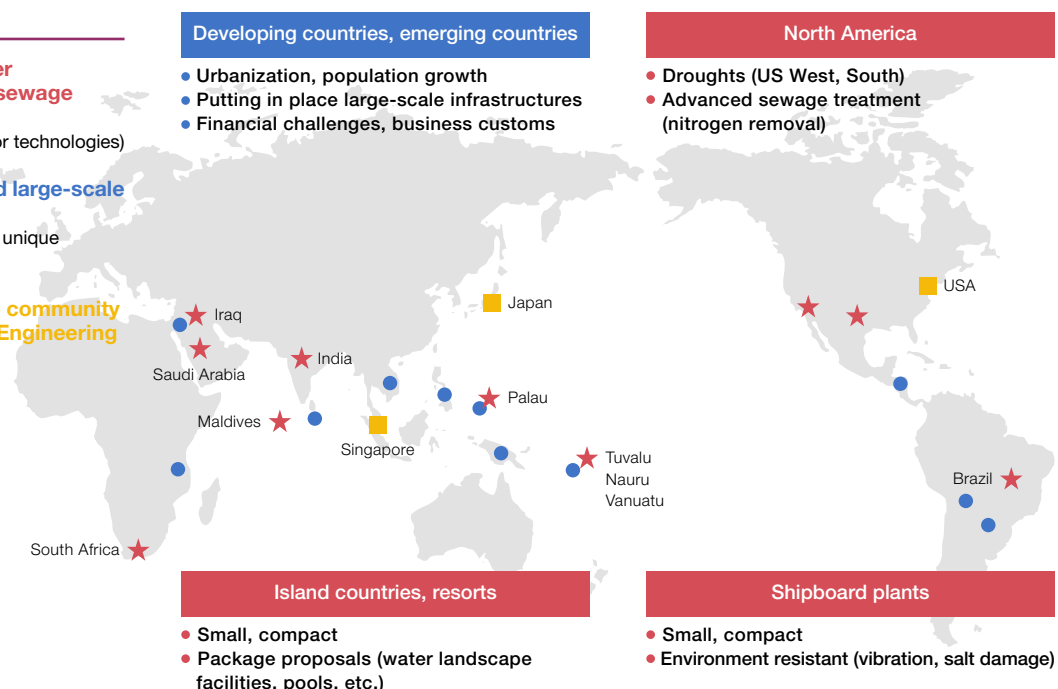 er
sewage
or technologies)
d large-scale
unique
community
Engineering
Developing countries, emerging countries
• Urbanization, population growth
• Putting in place large-scale infrastructures
• Financial challenges, business customs
North America
• Droughts (US West, South)
• Advanced sewage treatment
(nitrogen removal)
Japan
USA
Iraq
India
Saudi Arabia
Palau
Maldives
Singapore
Tuvalu
Nauru
Vanuatu
Brazil
South Africa
Island countries, resorts
• Small, compact
• Package proposals (water landscape
facilities, pools, etc.)
Shipboard plants
• Small, compact
• Environment resistant (vibration, salt damage)